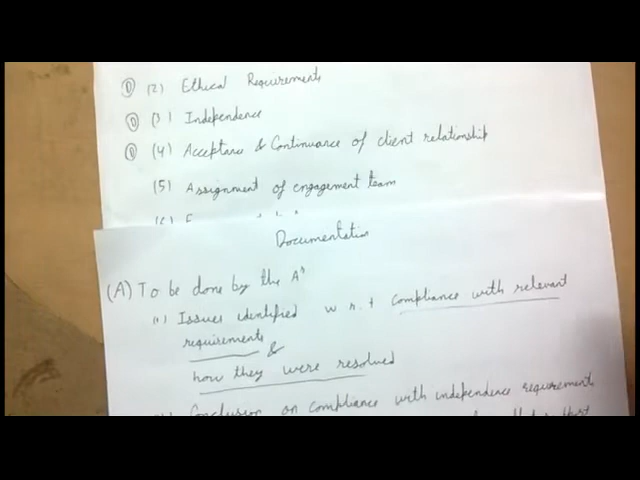 (D) (2) Ethical Requirements
(D) (3) Independence
(D) (4) Acceptance & Continuance of client relationship
(5) Assignment of engagement team
(6)
Documentation
(A) To be done by the A'
(1) Issues identified w r.t compliance with relevant
requirements &
how they were resolved
Conclusion on compliance with independence requirement